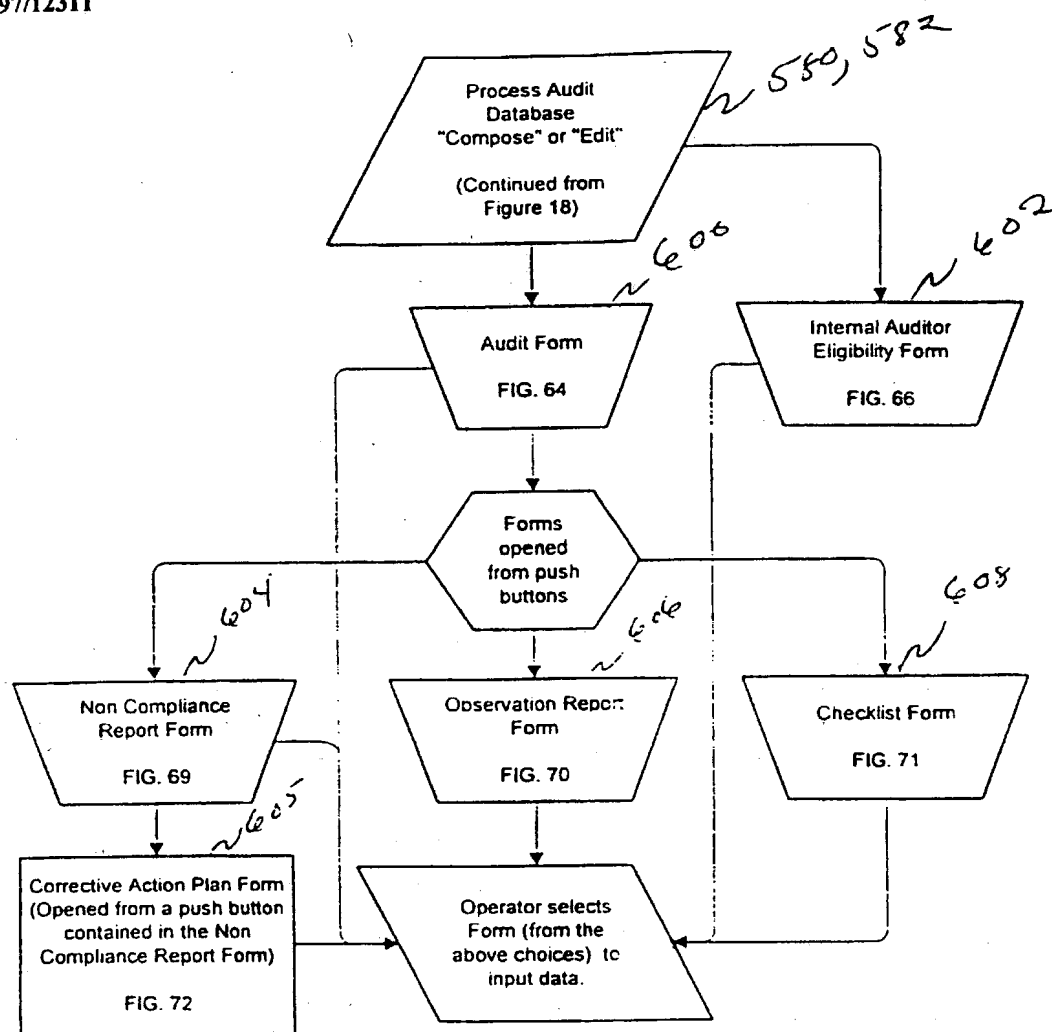 97/12311
Process Audit
Database
"Compose" or "Edit"
(Continued from
Figure 18)
580, 582
600
602
Audit Form
FIG. 64
Internal Auditor
Eligibility Form
FIG. 66
Forms
opened
from push
buttons
604
606
608
Non Compliance
Report Form
FIG. 69
Observation Report
Form
FIG. 70
Checklist Form
FIG. 71
605
Corrective Action Plan Form
(Opened from a push button
contained in the Non
Compliance Report Form)
FIG. 72
Operator selects
Form (from the
above choices) to
input data.